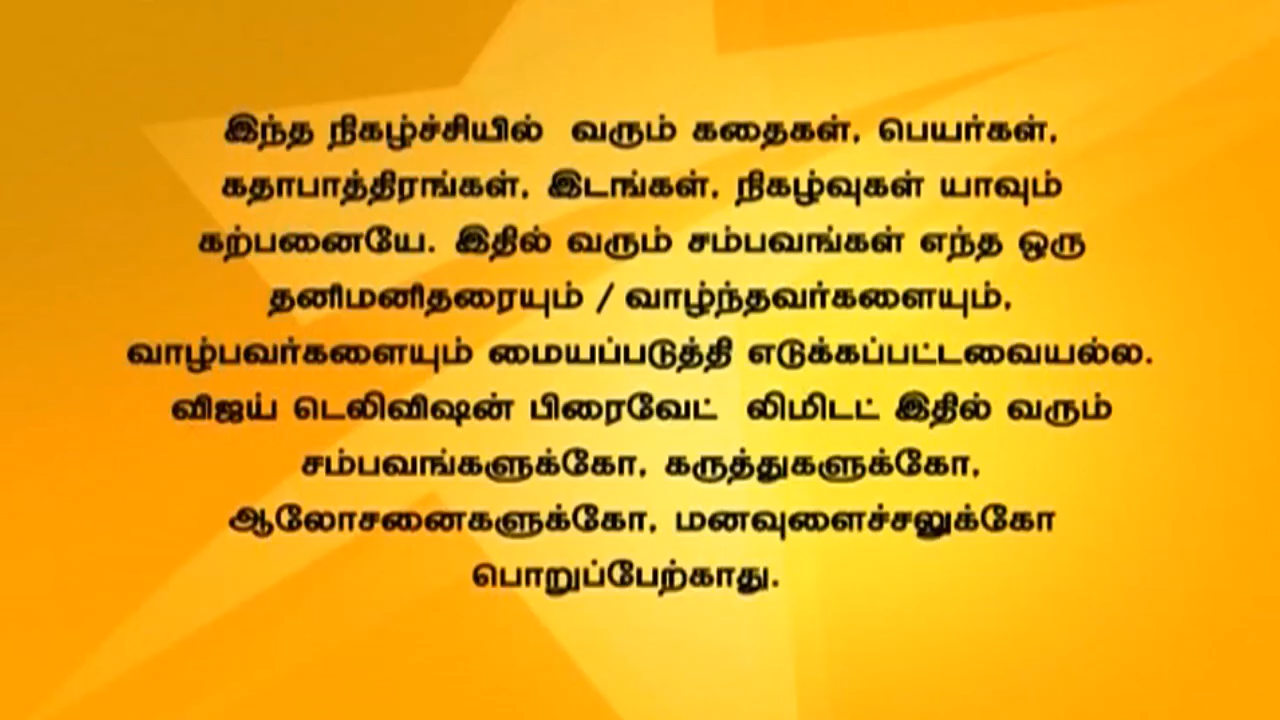 இந்த நிகழ்ச்சியில் வரும் கதைகள், பெயர்கள்,
கதாபாத்திரங்கள், இடங்கள், நிகழ்வுகள் யாவும்
கற்பனையே. இதில் வரும் சம்பவங்கள் எந்த ஒரு
தனிமனிதரையும் / வாழ்ந்தவர்களையும்,
வாழ்பவர்களையும் மையப்படுத்தி எடுக்கப்பட்டவையல்ல.
விஜய் டெலிவிஷன் பிரைவேட் லிமிடட் இதில் வரும்
சம்பவங்களுக்கோ, கருத்துகளுக்கோ,
ஆலோசனைகளுக்கோ, மனவுளைச்சலுக்கோ
பொறுப்பேற்காது.